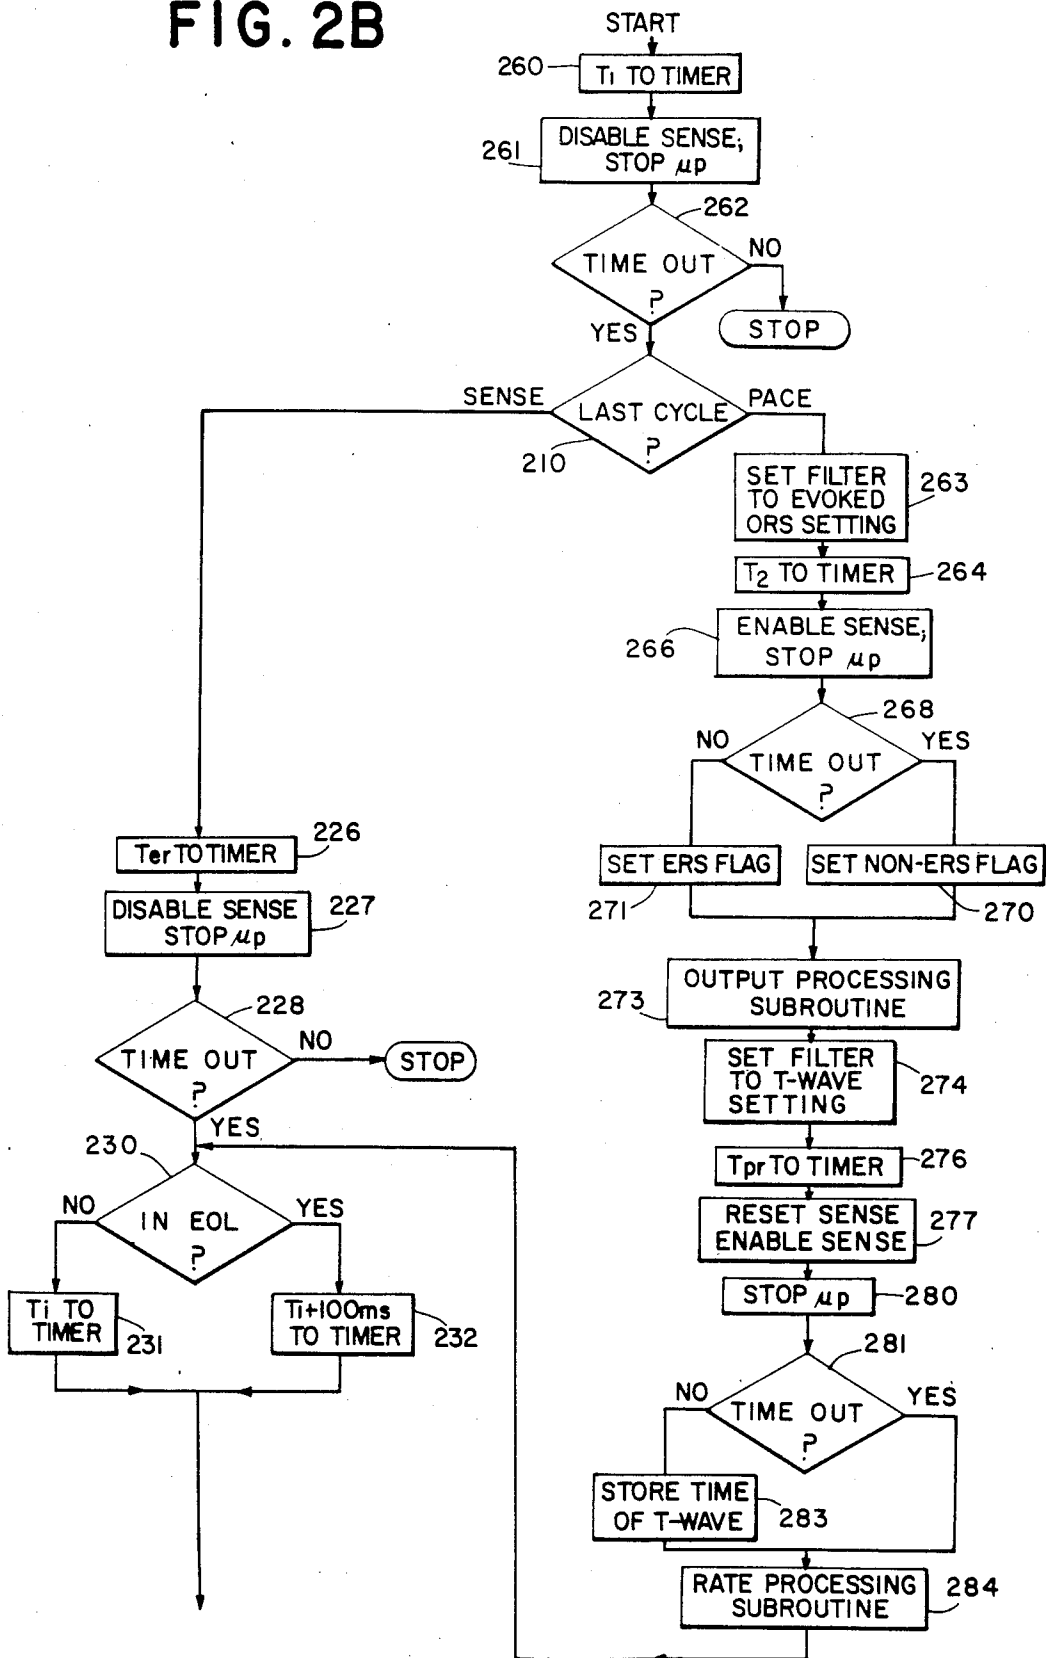 FIG. 2B
START
260
T1 TO TIMER
261
DISABLE SENSE;
STOP μp
262
TIME OUT
?
NO
STOP
YES
SENSE
LAST CYCLE
?
PACE
210
SET FILTER
TO EVOKED
ORS SETTING
263
T2 TO TIMER
264
266
ENABLE SENSE;
STOP μp
268
NO
TIME OUT
?
YES
SET ERS FLAG
271
SET NON-ERS FLAG
270
273
OUTPUT PROCESSING
SUBROUTINE
SET FILTER
TO T-WAVE
SETTING
274
Tpr TO TIMER
276
RESET SENSE
ENABLE SENSE
277
STOP μp
280
281
NO
TIME OUT
?
YES
STORE TIME
OF T-WAVE
283
RATE PROCESSING
SUBROUTINE
284
226
Ter TO TIMER
DISABLE SENSE
STOP μp
227
228
TIME OUT
?
NO
STOP
YES
230
NO
IN EOL
?
YES
Ti TO
TIMER
231
Ti+100ms
TO TIMER
232